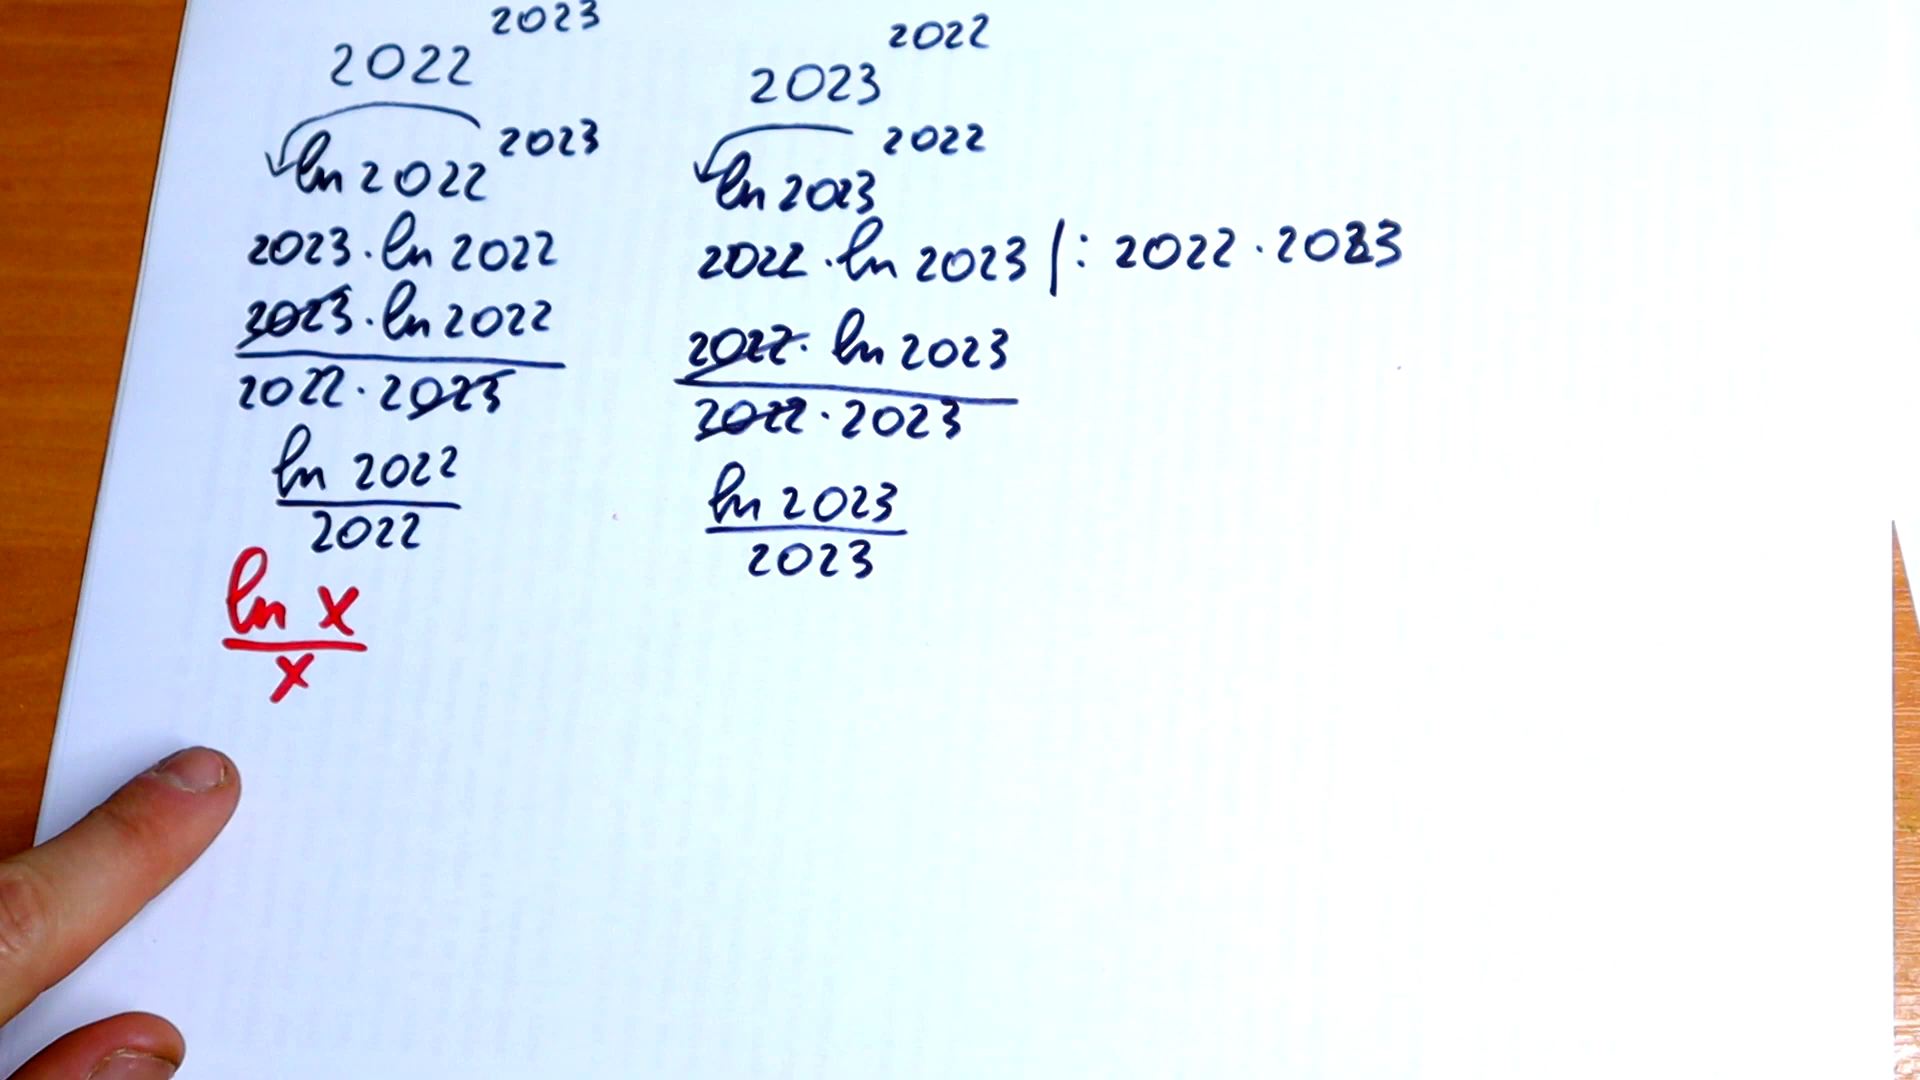 2022^2023 2023^2022
ln 2022^2023 ln 2023^2022
2023 · ln 2022 2022 · ln 2023 |: 2022 · 2023
2023 · ln 2022 2022 · ln 2023
2022 · 2023 2022 · 2023
ln 2022 ln 2023
2022 2023
ln x
x